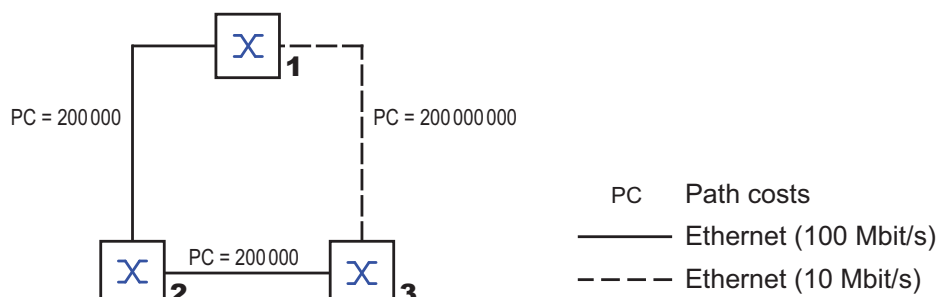 1
PC = 200 000
PC = 200 000 000
PC = 200 000
2
3
PC Path costs
Ethernet (100 Mbit/s)
Ethernet (10 Mbit/s)